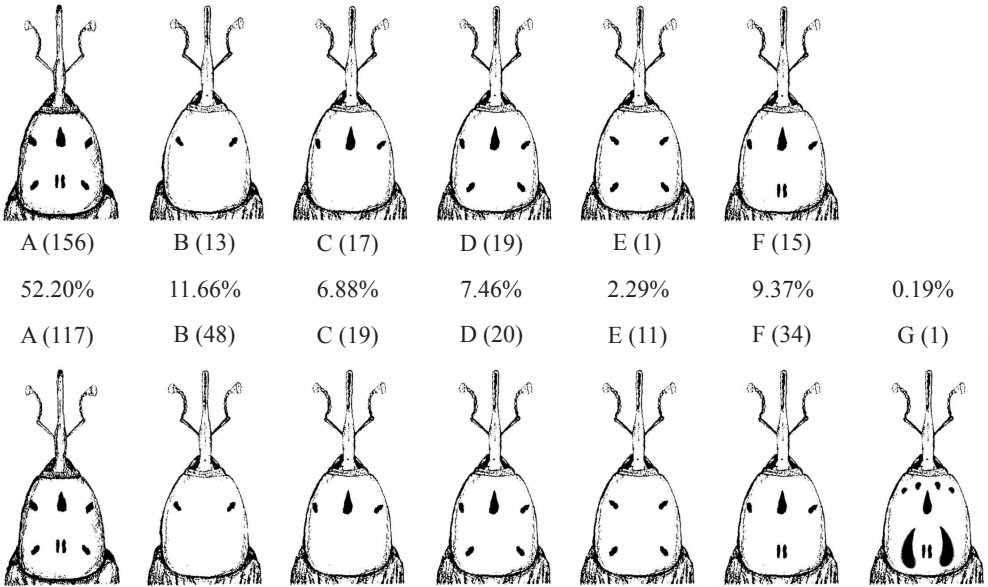 A (156) B (13) C (17) D (19) E (1) F (15)
52.20% 11.66% 6.88% 7.46% 2.29% 9.37% 0.19%
A (117) B (48) C (19) D (20) E (11) F (34) G (1)